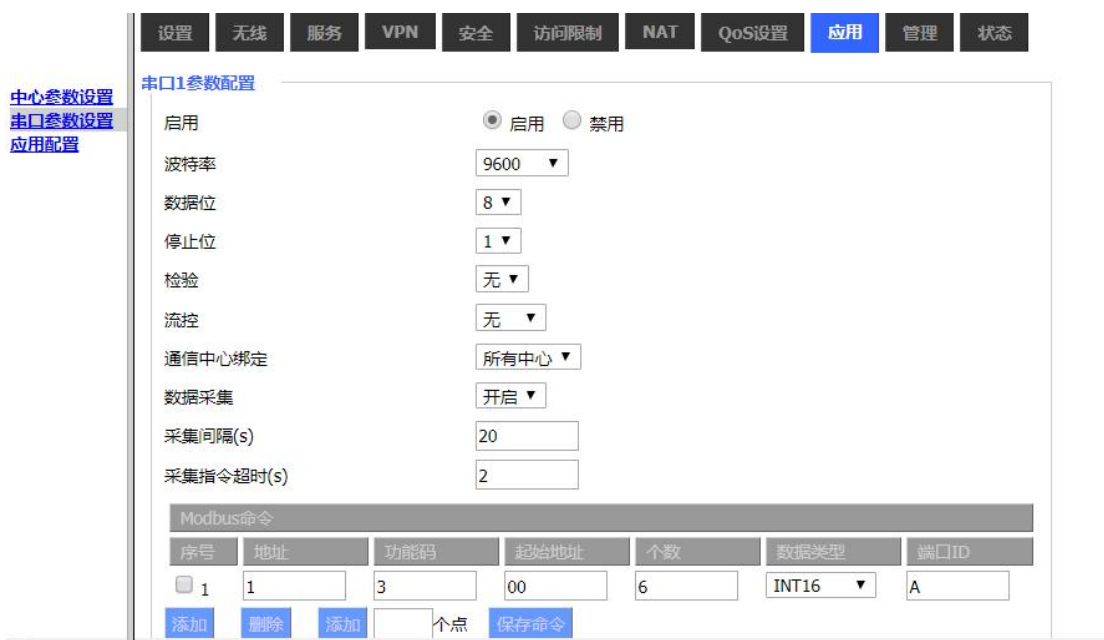 设置 无线 服务 VPN 安全 访问限制 NAT QoS设置 应用 管理 状态
中心参数设置
串口参数设置
应用配置
串口1参数配置
启用 启用 禁用
波特率 9600
数据位 8
停止位 1
检验 无
流控 无
通信中心绑定 所有中心
数据采集 开启
采集间隔(s) 20
采集指令超时(s) 2
Modbus命令
序号 地址 功能码 起始地址 个数 数据类型 端口ID
1 1 3 00 6 INT16 A
添加 删除 添加 个点 保存命令